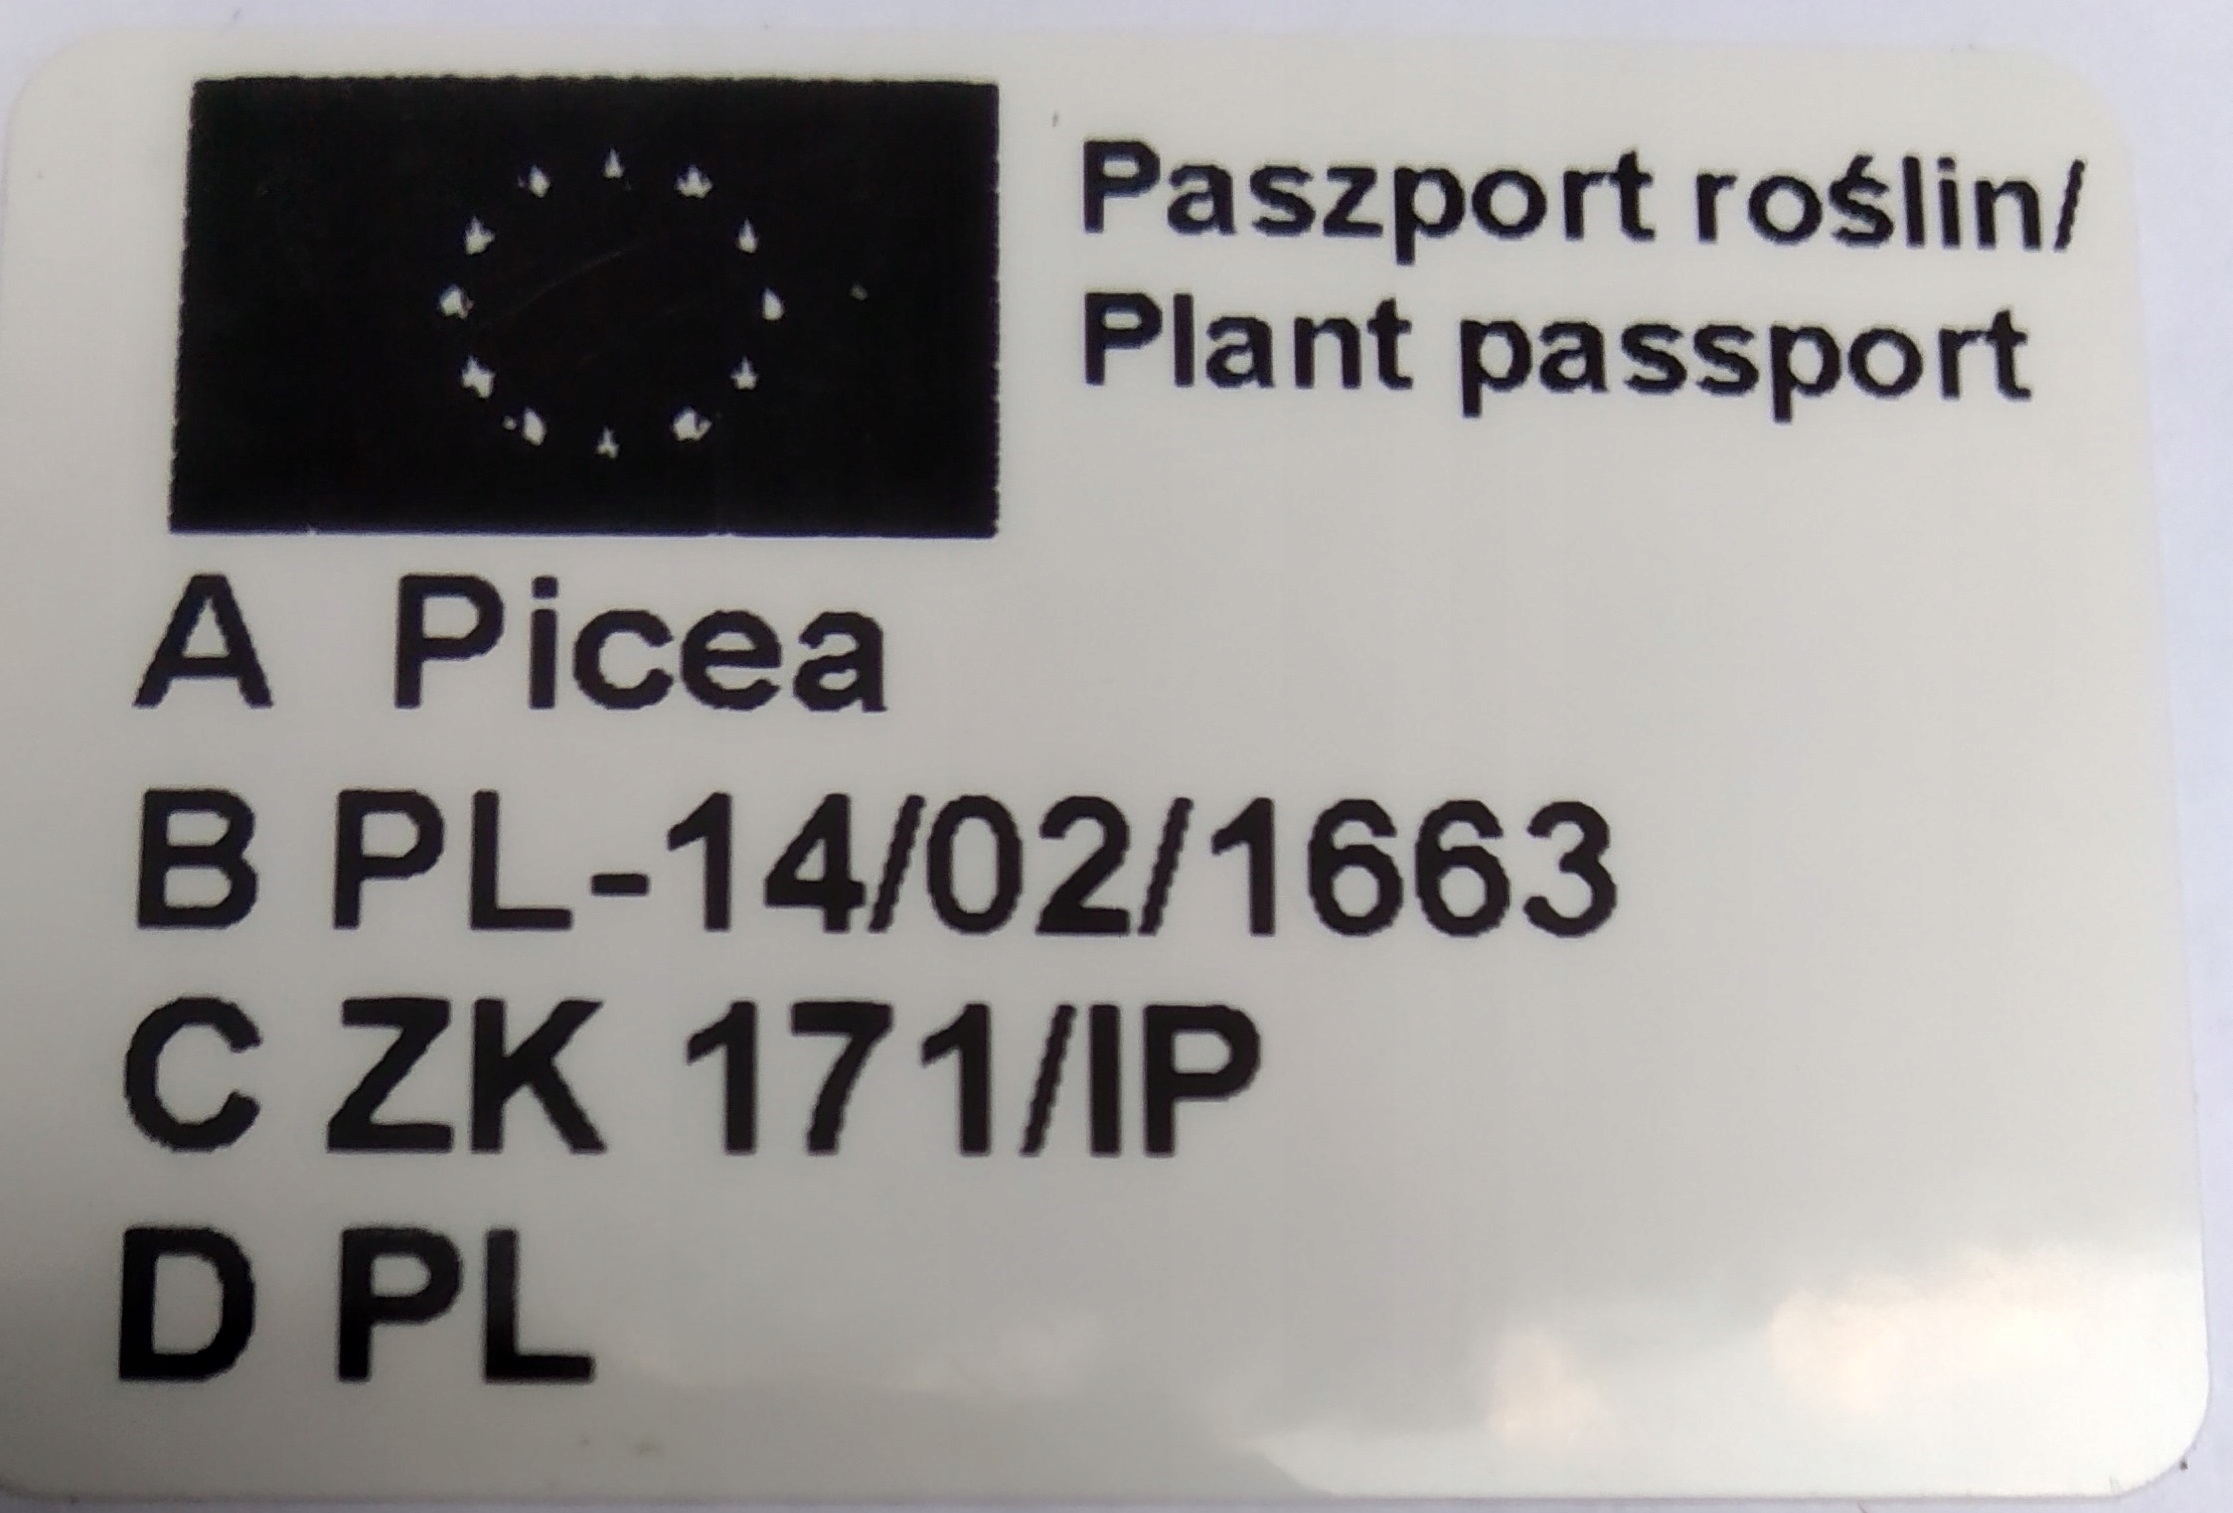 Paszport roślin/
Plant passport
A Picea
B PL-14/02/1663
C ZK 171/IP
D PL